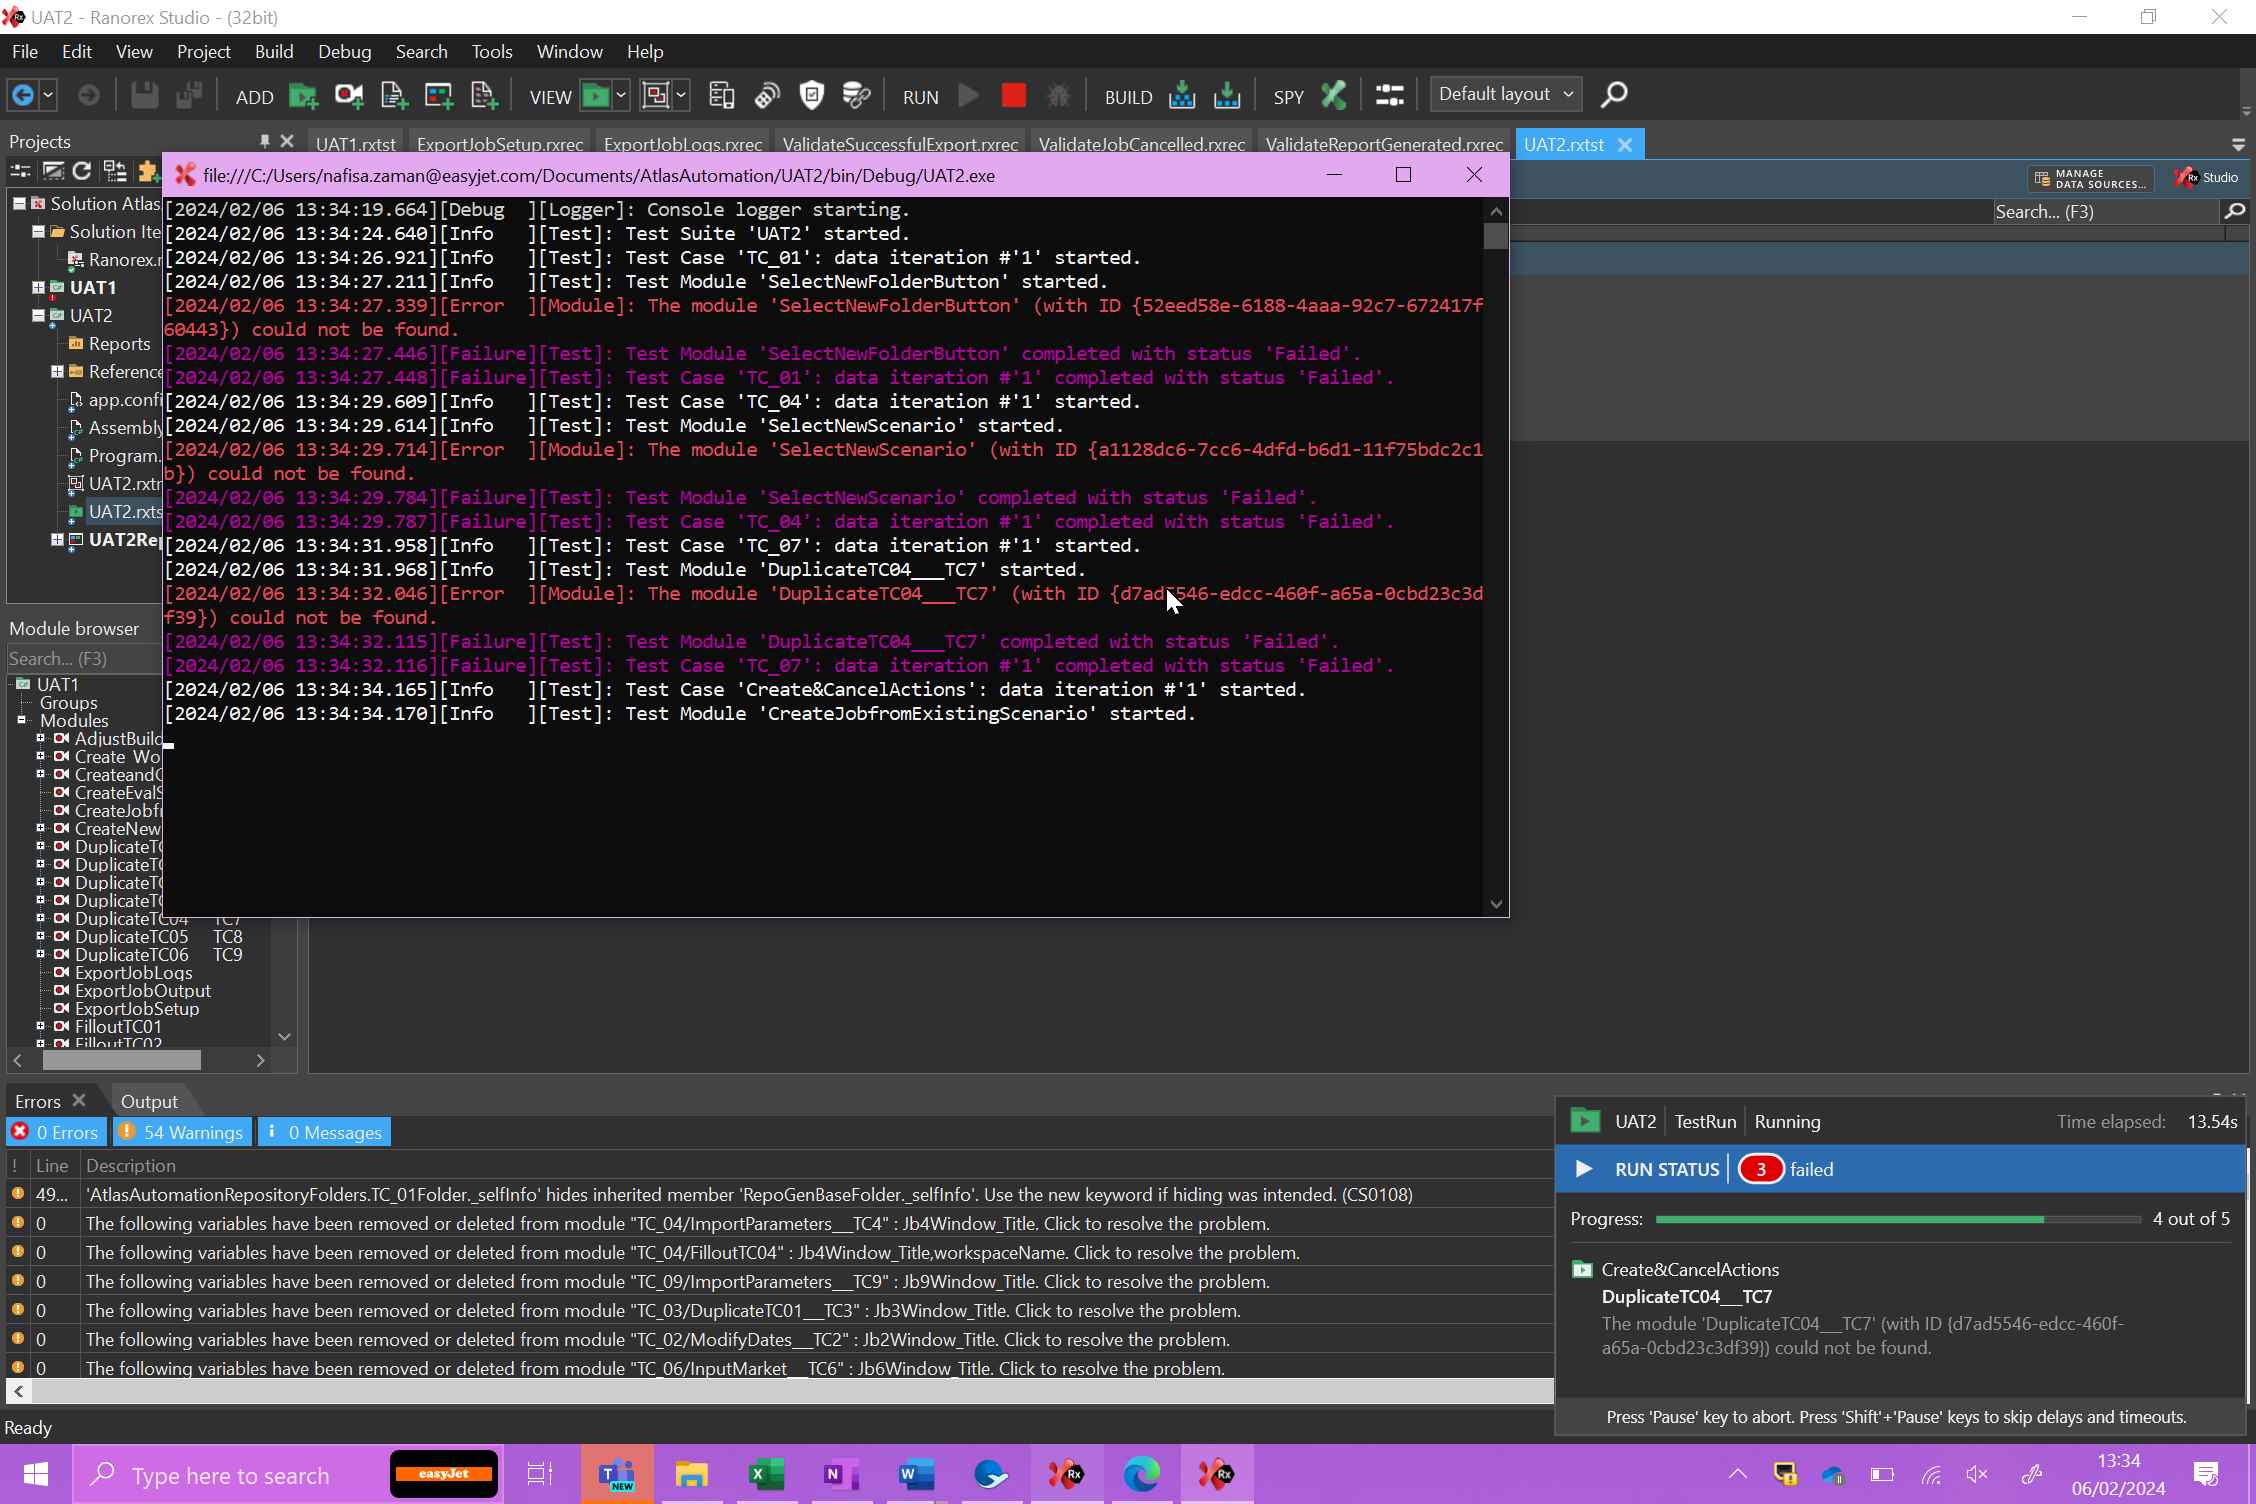 UAT2 - Ranorex Studio - (32bit)
File Edit View Project Build Debug Search Tools Window Help
ADD VIEW RUN BUILD SPY Default layout
Projects
UAT1.rxtst ExportJobSetup.rxrec ExportJobLogs.rxrec ValidateSuccessfulExport.rxrec ValidateJobCancelled.rxrec ValidateReportGenerated.rxrec UAT2.rxtst
file:///C:/Users/nafisa.zaman@easyjet.com/Documents/AtlasAutomation/UAT2/bin/Debug/UAT2.exe
MANAGE
DATA SOURCES...
Rx Studio
Search... (F3)
Solution Atlas
Solution Ite
Ranorex.r
UAT1
UAT2
Reports
Reference
app.confi
Assembly
Program.
UAT2.rxtr
UAT2.rxts
UAT2Rep
[2024/02/06 13:34:19.664][Debug ][Logger]: Console logger starting.
[2024/02/06 13:34:24.640][Info ][Test]: Test Suite 'UAT2' started.
[2024/02/06 13:34:26.921][Info ][Test]: Test Case 'TC_01': data iteration #'1' started.
[2024/02/06 13:34:27.211][Info ][Test]: Test Module 'SelectNewFolderButton' started.
[2024/02/06 13:34:27.339][Error ][Module]: The module 'SelectNewFolderButton' (with ID {52eed58e-6188-4aaa-92c7-672417f
60443}) could not be found.
[2024/02/06 13:34:27.446][Failure][Test]: Test Module 'SelectNewFolderButton' completed with status 'Failed'.
[2024/02/06 13:34:27.448][Failure][Test]: Test Case 'TC_01': data iteration #'1' completed with status 'Failed'.
[2024/02/06 13:34:29.609][Info ][Test]: Test Case 'TC_04': data iteration #'1' started.
[2024/02/06 13:34:29.614][Info ][Test]: Test Module 'SelectNewScenario' started.
[2024/02/06 13:34:29.714][Error ][Module]: The module 'SelectNewScenario' (with ID {a1128dc6-7cc6-4dfd-b6d1-11f75bdc2c1
b}) could not be found.
[2024/02/06 13:34:29.784][Failure][Test]: Test Module 'SelectNewScenario' completed with status 'Failed'.
[2024/02/06 13:34:29.787][Failure][Test]: Test Case 'TC_04': data iteration #'1' completed with status 'Failed'.
[2024/02/06 13:34:31.958][Info ][Test]: Test Case 'TC_07': data iteration #'1' started.
[2024/02/06 13:34:31.968][Info ][Test]: Test Module 'DuplicateTC04___TC7' started.
[2024/02/06 13:34:32.046][Error ][Module]: The module 'DuplicateTC04___TC7' (with ID {d7ad5546-edcc-460f-a65a-0cbd23c3d
f39}) could not be found.
[2024/02/06 13:34:32.115][Failure][Test]: Test Module 'DuplicateTC04___TC7' completed with status 'Failed'.
[2024/02/06 13:34:32.116][Failure][Test]: Test Case 'TC_07': data iteration #'1' completed with status 'Failed'.
[2024/02/06 13:34:34.165][Info ][Test]: Test Case 'Create&CancelActions': data iteration #'1' started.
[2024/02/06 13:34:34.170][Info ][Test]: Test Module 'CreateJobfromExistingScenario' started.
Module browser
Search... (F3)
UAT1
Groups
Modules
AdjustBuild
Create Wo
CreateandC
CreateEvalS
CreateJobfr
CreateNew
DuplicateTC
DuplicateTC
DuplicateTC
DuplicateTC
DuplicateTC04 TC7
DuplicateTC05 TC8
DuplicateTC06 TC9
ExportJobLogs
ExportJobOutput
ExportJobSetup
FilloutTC01
FilloutTC02
Errors Output
0 Errors 54 Warnings 0 Messages
! Line Description
49... 'AtlasAutomationRepositoryFolders.TC_01Folder._selfInfo' hides inherited member 'RepoGenBaseFolder._selfInfo'. Use the new keyword if hiding was intended. (CS0108)
0 The following variables have been removed or deleted from module "TC_04/ImportParameters___TC4" : Jb4Window_Title. Click to resolve the problem.
0 The following variables have been removed or deleted from module "TC_04/FilloutTC04" : Jb4Window_Title,workspaceName. Click to resolve the problem.
0 The following variables have been removed or deleted from module "TC_09/ImportParameters___TC9" : Jb9Window_Title. Click to resolve the problem.
0 The following variables have been removed or deleted from module "TC_03/DuplicateTC01___TC3" : Jb3Window_Title. Click to resolve the problem.
0 The following variables have been removed or deleted from module "TC_02/ModifyDates___TC2" : Jb2Window_Title. Click to resolve the problem.
0 The following variables have been removed or deleted from module "TC_06/InputMarket___TC6" : Jb6Window_Title. Click to resolve the problem.
UAT2 TestRun Running Time elapsed: 13.54s
RUN STATUS 3 failed
Progress: 4 out of 5
Create&CancelActions
DuplicateTC04___TC7
The module 'DuplicateTC04___TC7' (with ID {d7ad5546-edcc-460f-
a65a-0cbd23c3df39}) could not be found.
Press 'Pause' key to abort. Press 'Shift'+'Pause' keys to skip delays and timeouts.
Ready
Type here to search
easyJet
NEW
13:34
06/02/2024